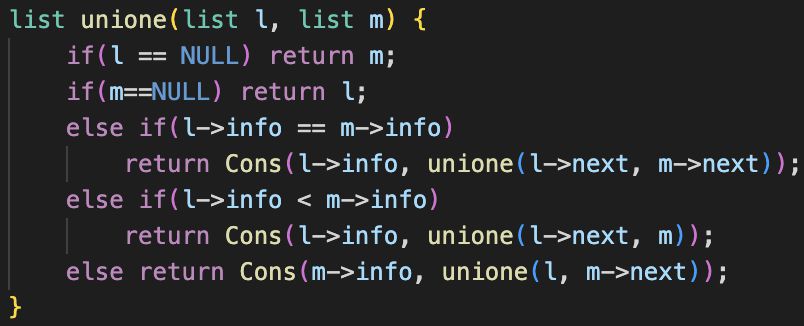 list unione(list l, list m) {
    if(l == NULL) return m;
    if(m==NULL) return l;
    else if(l->info == m->info)
        return Cons(l->info, unione(l->next, m->next));
    else if(l->info < m->info)
        return Cons(l->info, unione(l->next, m));
    else return Cons(m->info, unione(l, m->next));
}